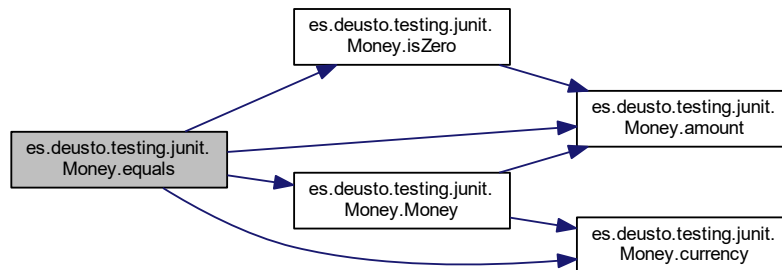 es.deusto.testing.junit.
Money.isZero
es.deusto.testing.junit.
Money.amount
es.deusto.testing.junit.
Money.equals
es.deusto.testing.junit.
Money.Money
es.deusto.testing.junit.
Money.currency